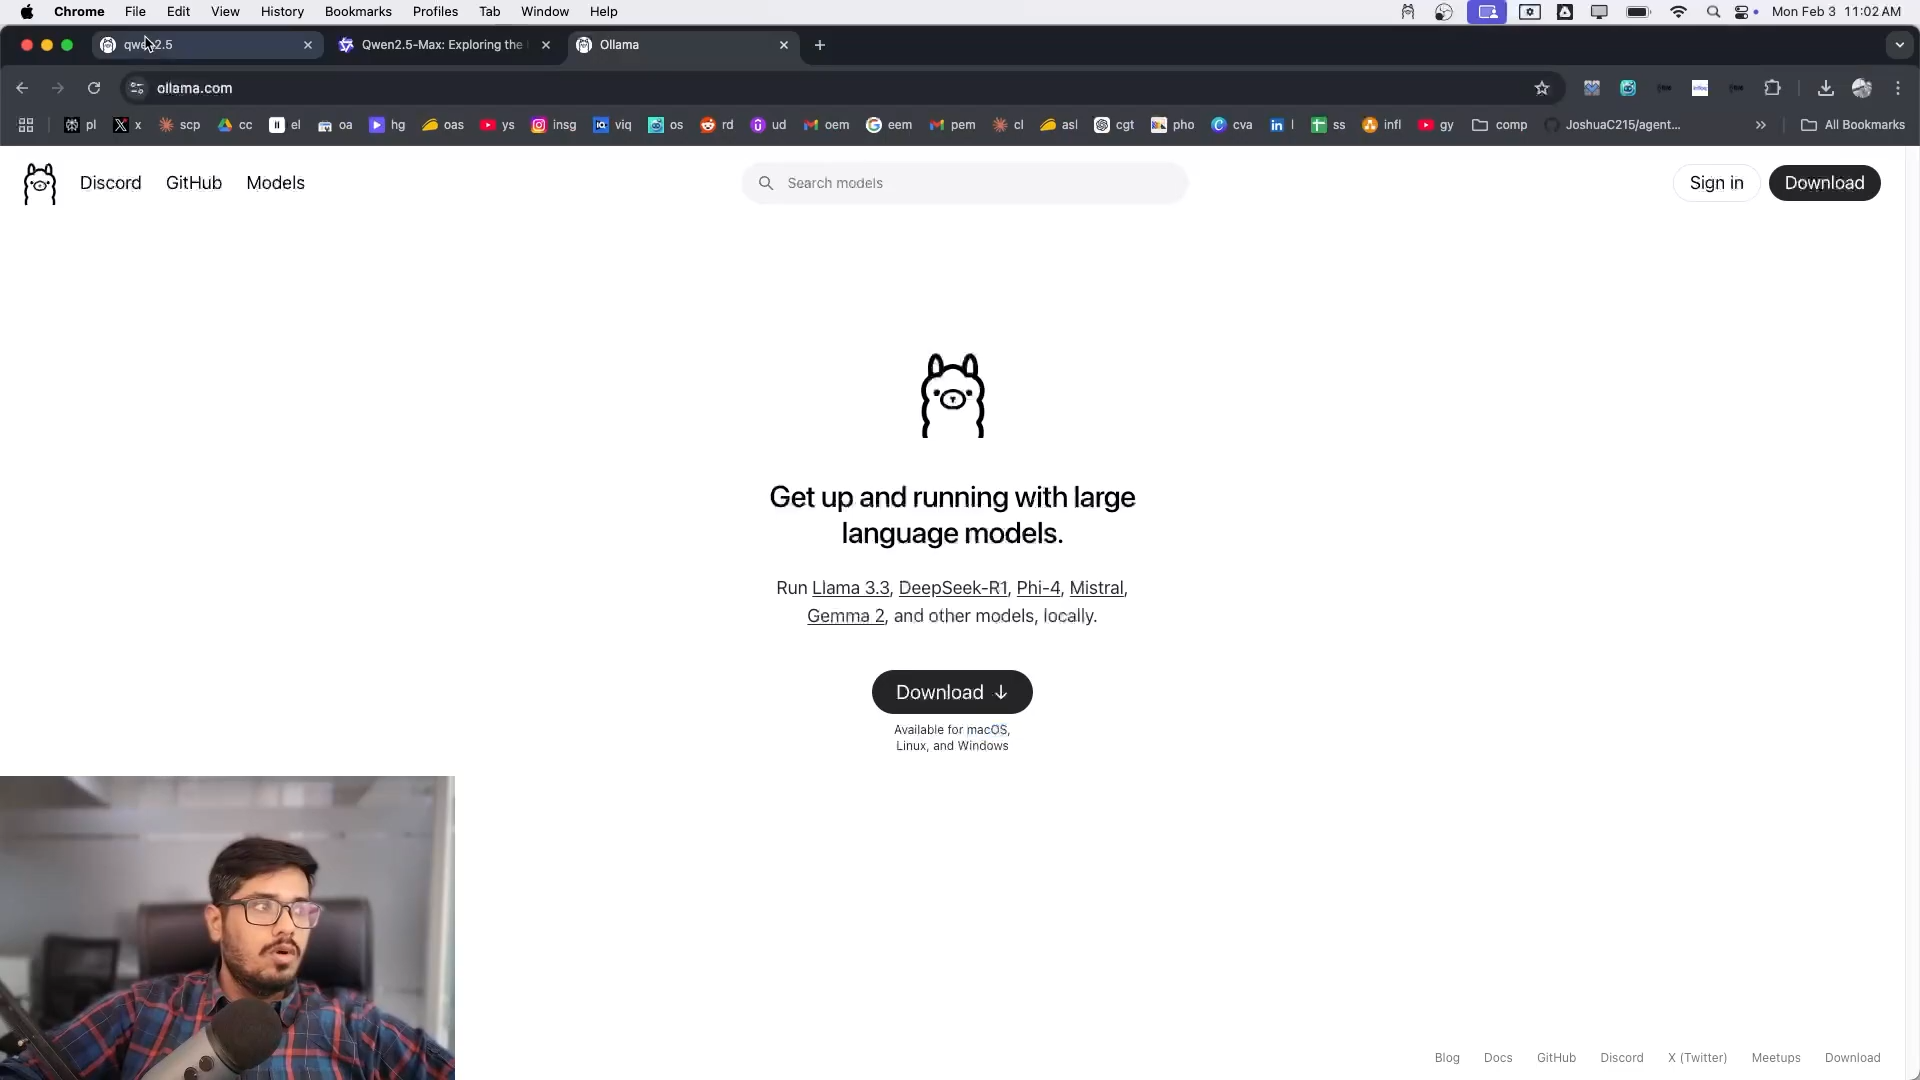 Chrome File Edit View History Bookmarks Profiles Tab Window Help Mon Feb 3 11:02 AM
Qwen2.5-Max: Exploring the Ollama
ollama.com
pl x scp cc el oa hg oas ys insg viq os rd ud oem eem pem cl asl cgt pho cva l ss infl gy comp JoshuaC215/agent... All Bookmarks
Discord GitHub Models Search models Sign in Download
Get up and running with large
language models.
Run Llama 3.3, DeepSeek-R1, Phi-4, Mistral,
Gemma 2, and other models, locally.
Download ↓
Available for macOS,
Linux, and Windows
Blog Docs GitHub Discord X (Twitter) Meetups Download